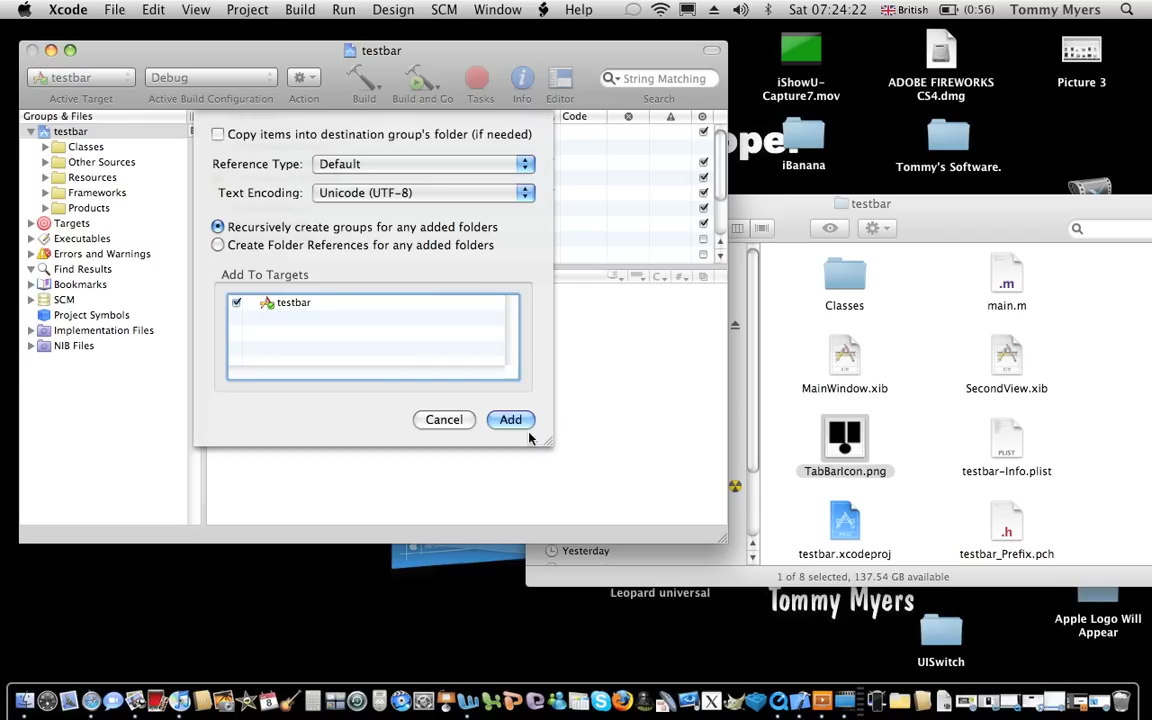 Xcode File Edit View Project Build Run Design SCM Window Help Sat 07:24:22 British (0:56) Tommy Myers
testbar
testbar Debug String Matching
Active Target Active Build Configuration Action Build Build and Go Tasks Info Editor Search
Groups & Files
testbar
Classes
Other Sources
Resources
Frameworks
Products
Targets
Executables
Errors and Warnings
Find Results
Bookmarks
SCM
Project Symbols
Implementation Files
NIB Files
Code
Copy items into destination group's folder (if needed)
Reference Type: Default
Text Encoding: Unicode (UTF-8)
Recursively create groups for any added folders
Create Folder References for any added folders
Add To Targets
testbar
Cancel Add
C #
iShowU-
Capture7.mov
ADOBE FIREWORKS
CS4.dmg
Picture 3
iBanana
Tommy's Software.
testbar
Classes
.m
main.m
XIB
MainWindow.xib
XIB
SecondView.xib
TabBarIcon.png
PLIST
testbar-Info.plist
testbar.xcodeproj
.h
testbar_Prefix.pch
Yesterday
1 of 8 selected, 137.54 GB available
Leopard universal
Tommy Myers
Apple Logo Will
Appear
UISwitch